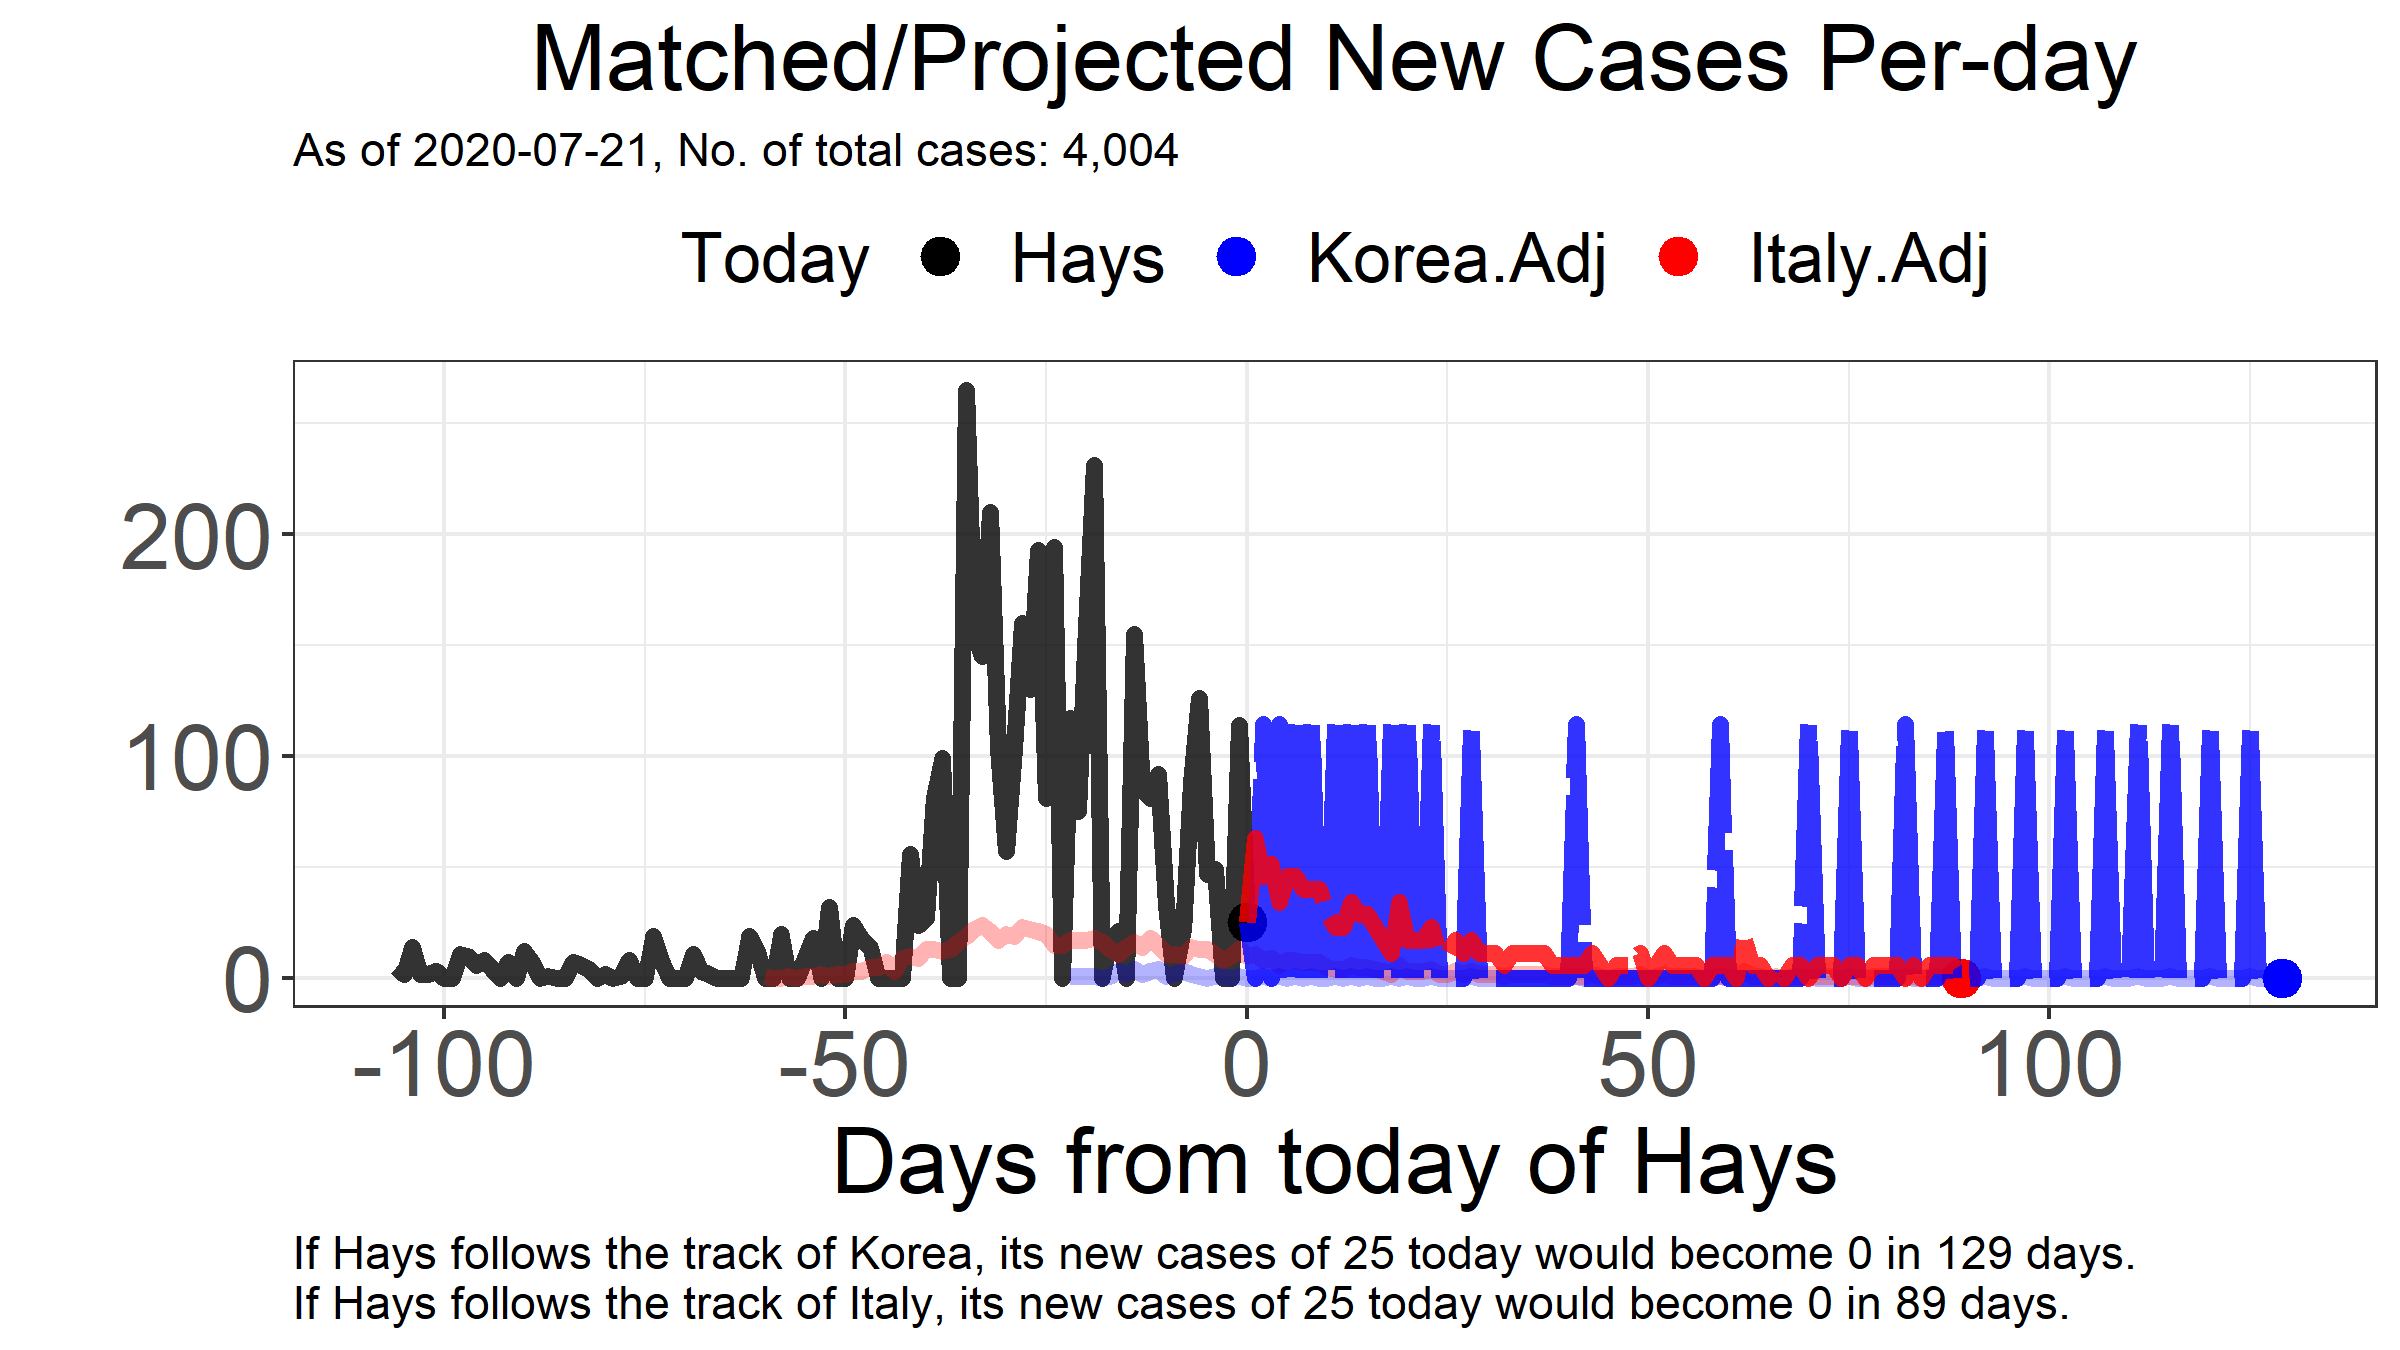 Matched/Projected New Cases Per-day
As of 2020-07-21, No. of total cases: 4,004
Today Hays Korea.Adj Italy.Adj
200
100
0
-100 -50 0 50 100
Days from today of Hays
If Hays follows the track of Korea, its new cases of 25 today would become 0 in 129 days.
If Hays follows the track of Italy, its new cases of 25 today would become 0 in 89 days.